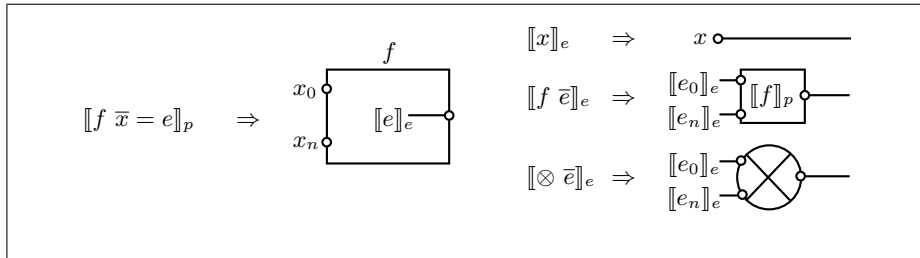 f
x₀
xₙ
⟦e⟧ₑ
⟦f x̅ = e⟧ₚ ⇒
⟦x⟧ₑ ⇒ x
⟦f e̅⟧ₑ ⇒ ⟦e₀⟧ₑ ⟦eₙ⟧ₑ ⟦f⟧ₚ
⟦⊗ e̅⟧ₑ ⇒ ⟦e₀⟧ₑ ⟦eₙ⟧ₑ